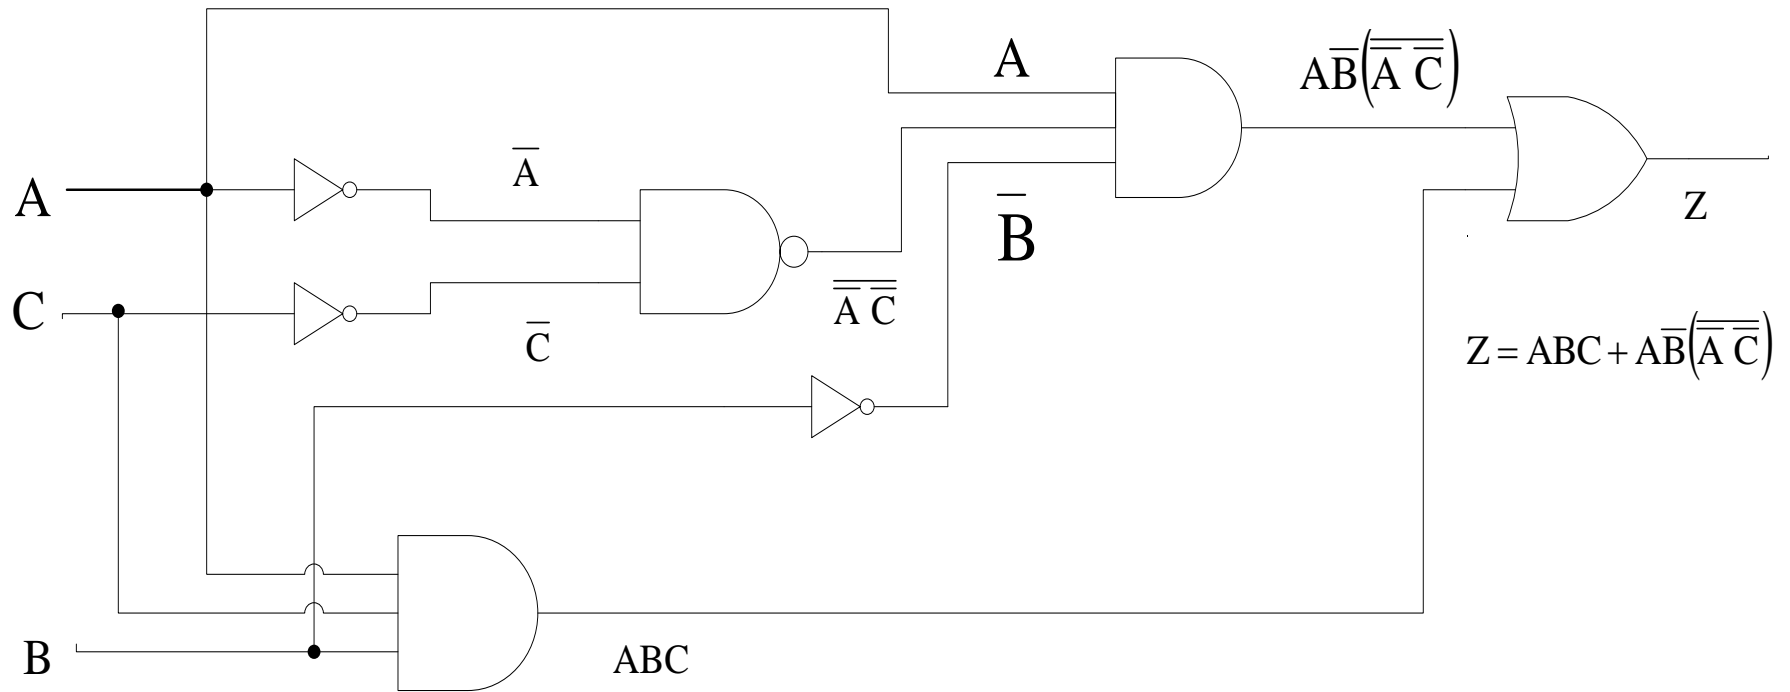 A
A B̅ (A̿ C̿)
A̅
A
B̅
Z
C
A̿ C̿
C̅
Z = ABC + A B̅ (A̿ C̿)
B
ABC